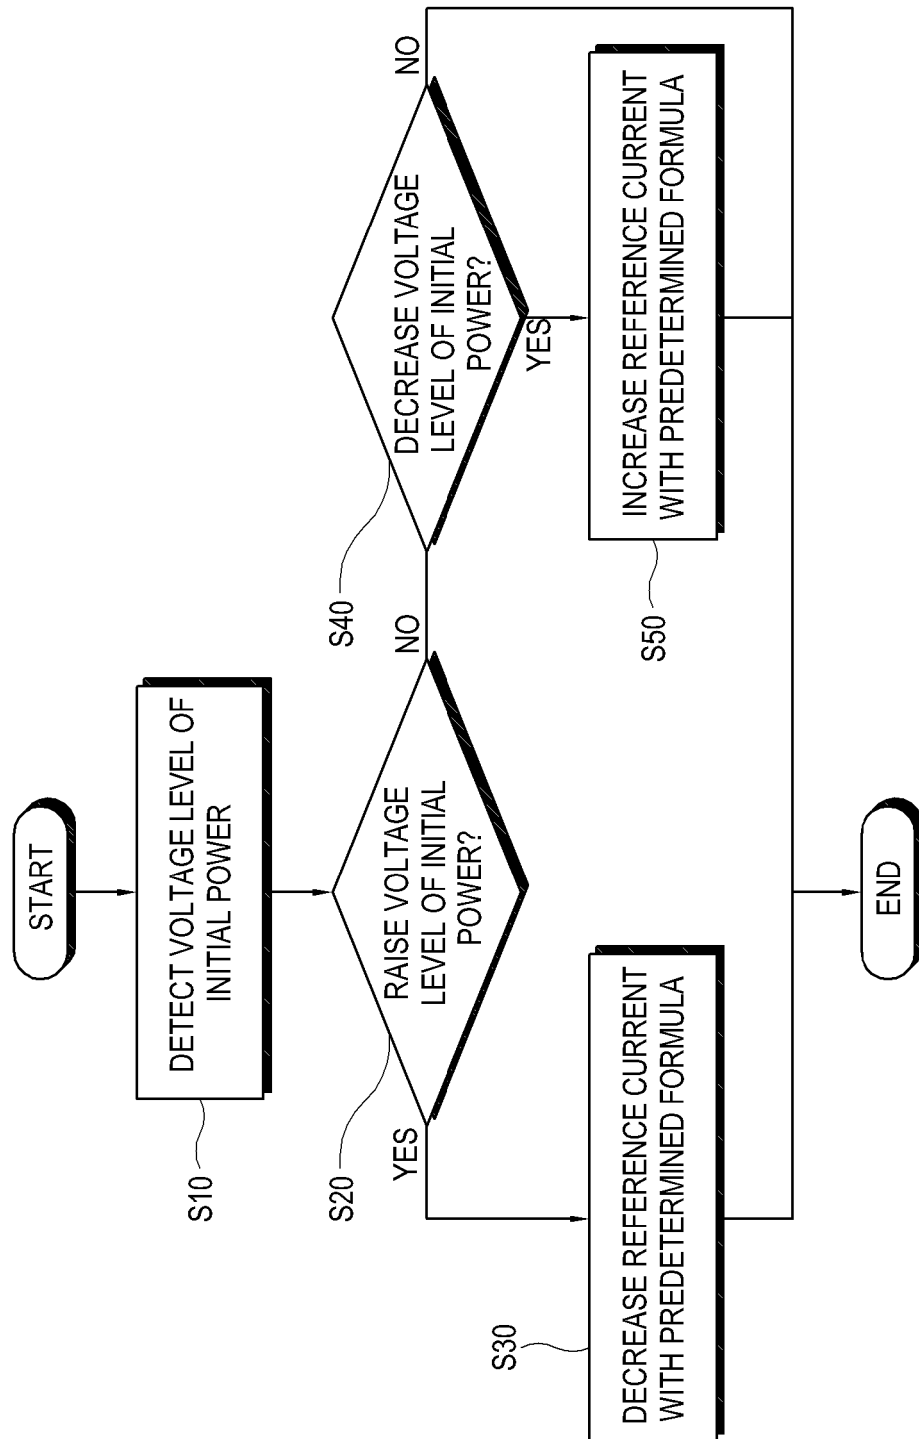 START
DETECT VOLTAGE LEVEL OF
INITIAL POWER
S10
RAISE VOLTAGE
LEVEL OF INITIAL
POWER?
S20
YES
NO
DECREASE REFERENCE CURRENT
WITH PREDETERMINED FORMULA
S30
DECREASE VOLTAGE
LEVEL OF INITIAL
POWER?
S40
YES
NO
INCREASE REFERENCE CURRENT
WITH PREDETERMINED FORMULA
S50
END